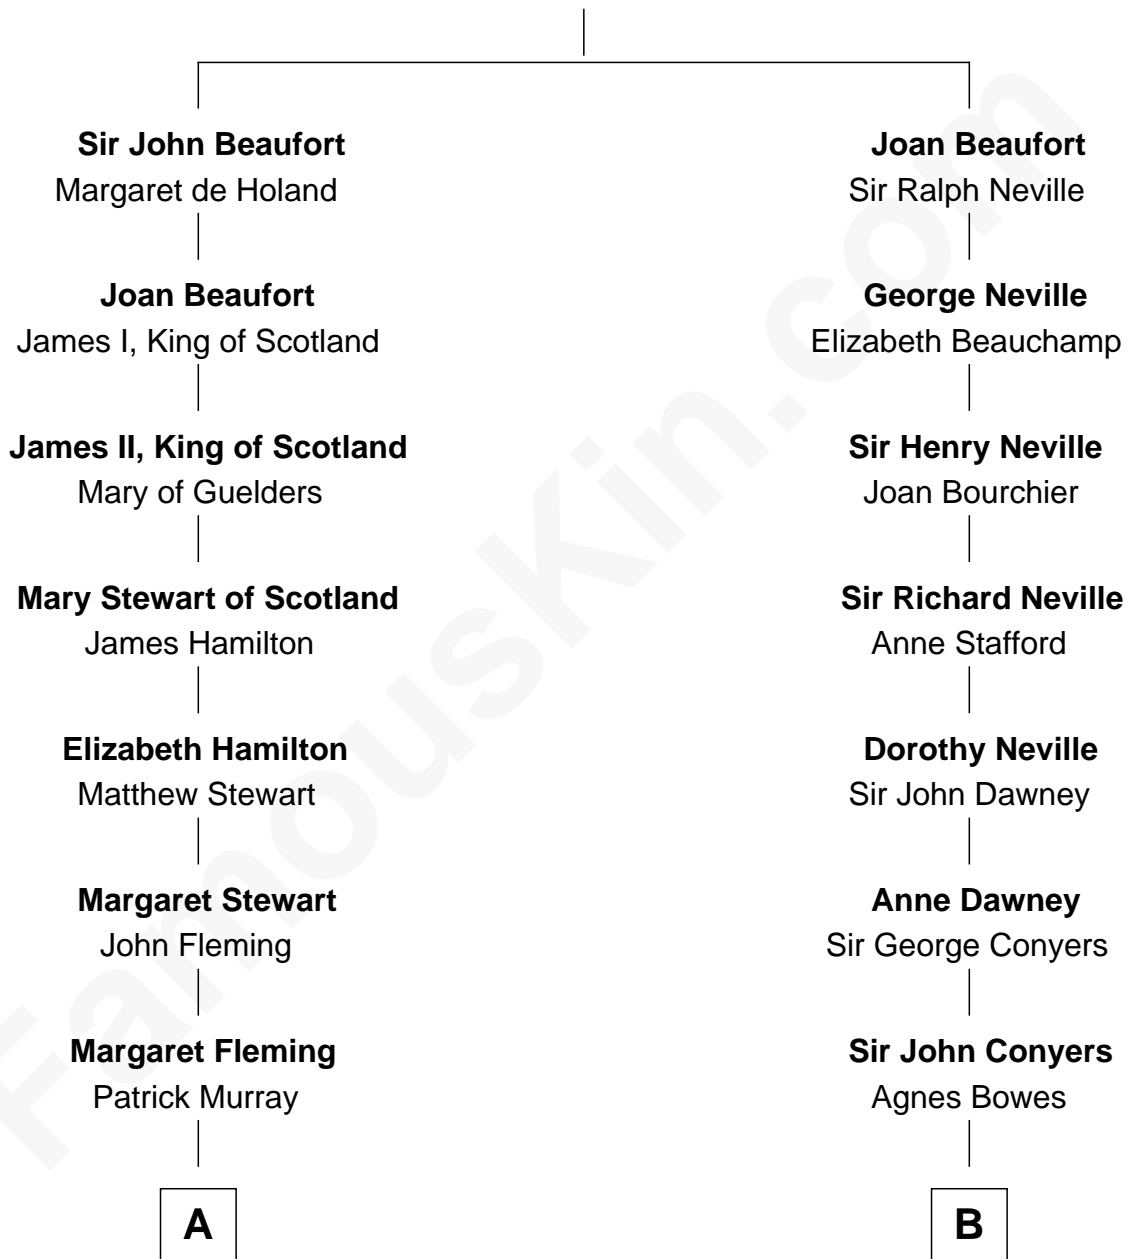 Sir John Beaufort
Margaret de Holand
Joan Beaufort
James I, King of Scotland
James II, King of Scotland
Mary of Guelders
Mary Stewart of Scotland
James Hamilton
Elizabeth Hamilton
Matthew Stewart
Margaret Stewart
John Fleming
Margaret Fleming
Patrick Murray
A
Joan Beaufort
Sir Ralph Neville
George Neville
Elizabeth Beauchamp
Sir Henry Neville
Joan Bourchier
Sir Richard Neville
Anne Stafford
Dorothy Neville
Sir John Dawney
Anne Dawney
Sir George Conyers
Sir John Conyers
Agnes Bowes
B
FamousKin.com